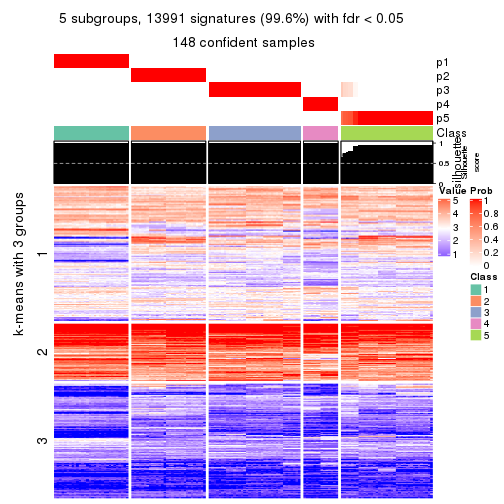 5 subgroups, 13991 signatures (99.6%) with fdr < 0.05
148 confident samples
p1
p2
p3
p4
p5
Class
1
0.5
0
silhouette
Silhouette
score
k-means with 3 groups
1
2
3
Value
5
4
3
2
1
Prob
1
0.8
0.6
0.4
0.2
0
Class
1
2
3
4
5